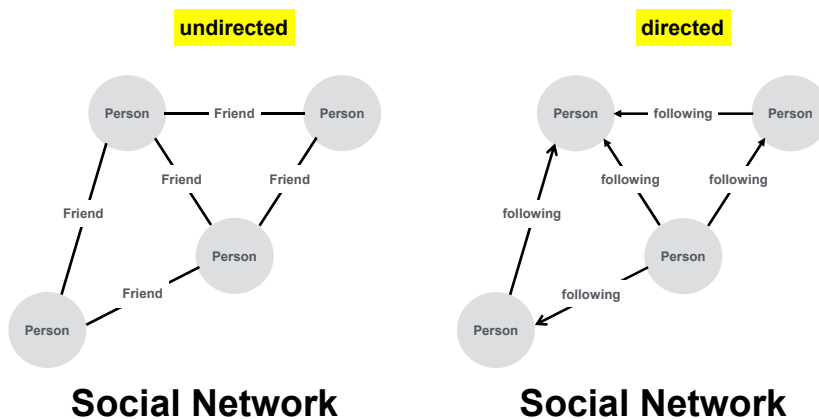 undirected
Person
Friend
Person
Friend
Friend
Friend
Person
Friend
Person
Social Network
directed
Person
following
Person
following
following
following
Person
following
Person
Social Network